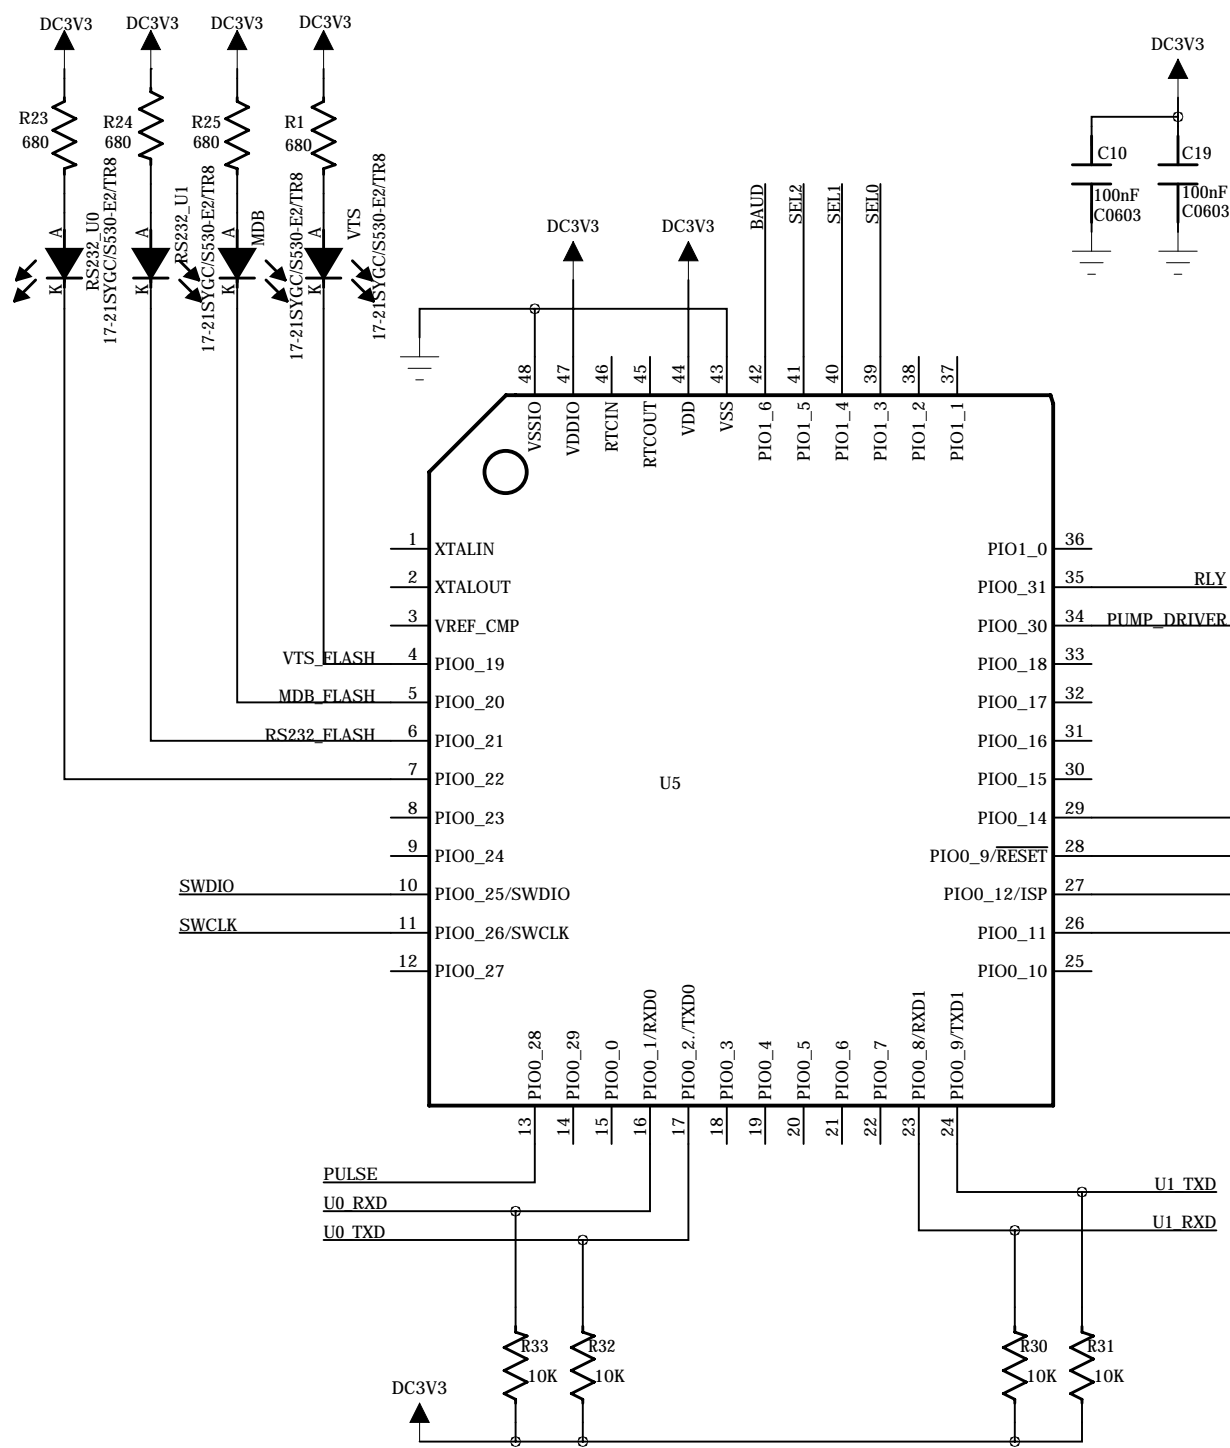 DC3V3
DC3V3
DC3V3
DC3V3
R23
680
R24
680
R25
680
R1
680
A
K
RS232_U0
17-21SYGC/S530-E2/TR8
A
K
RS232_U1
17-21SYGC/S530-E2/TR8
A
K
MDB
17-21SYGC/S530-E2/TR8
A
K
VTS
17-21SYGC/S530-E2/TR8
DC3V3
C10
100nF
C0603
C19
100nF
C0603
DC3V3
DC3V3
BAUD
SEL2
SEL1
SEL0
48
47
46
45
44
43
42
41
40
39
38
37
VSSIO
VDDIO
RTCIN
RTCOUT
VDD
VSS
PIO1_6
PIO1_5
PIO1_4
PIO1_3
PIO1_2
PIO1_1
1 XTALIN
2 XTALOUT
3 VREF_CMP
VTS_FLASH 4 PIO0_19
MDB_FLASH 5 PIO0_20
RS232_FLASH 6 PIO0_21
7 PIO0_22
8 PIO0_23
9 PIO0_24
SWDIO 10 PIO0_25/SWDIO
SWCLK 11 PIO0_26/SWCLK
12 PIO0_27
U5
PIO1_0 36
PIO0_31 35 RLY
PIO0_30 34 PUMP_DRIVER
PIO0_18 33
PIO0_17 32
PIO0_16 31
PIO0_15 30
PIO0_14 29
PIO0_9/RESET 28
PIO0_12/ISP 27
PIO0_11 26
PIO0_10 25
PIO0_28
PIO0_29
PIO0_0
PIO0_1/RXD0
PIO0_2./TXD0
PIO0_3
PIO0_4
PIO0_5
PIO0_6
PIO0_7
PIO0_8/RXD1
PIO0_9/TXD1
13
14
15
16
17
18
19
20
21
22
23
24
PULSE
U0_RXD
U0_TXD
U1_TXD
U1_RXD
R33
10K
R32
10K
R30
10K
R31
10K
DC3V3